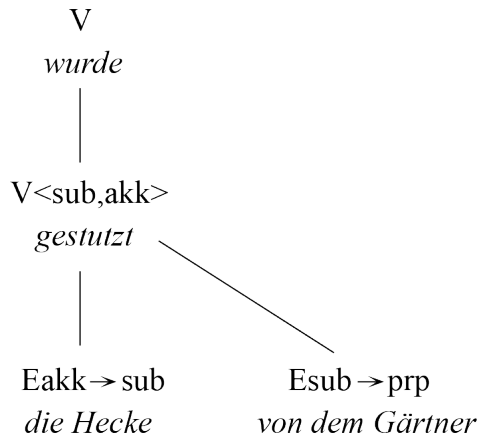 V
wurde
V<sub,akk>
gestutzt
Eakk→sub Esub→prp
die Hecke von dem Gärtner